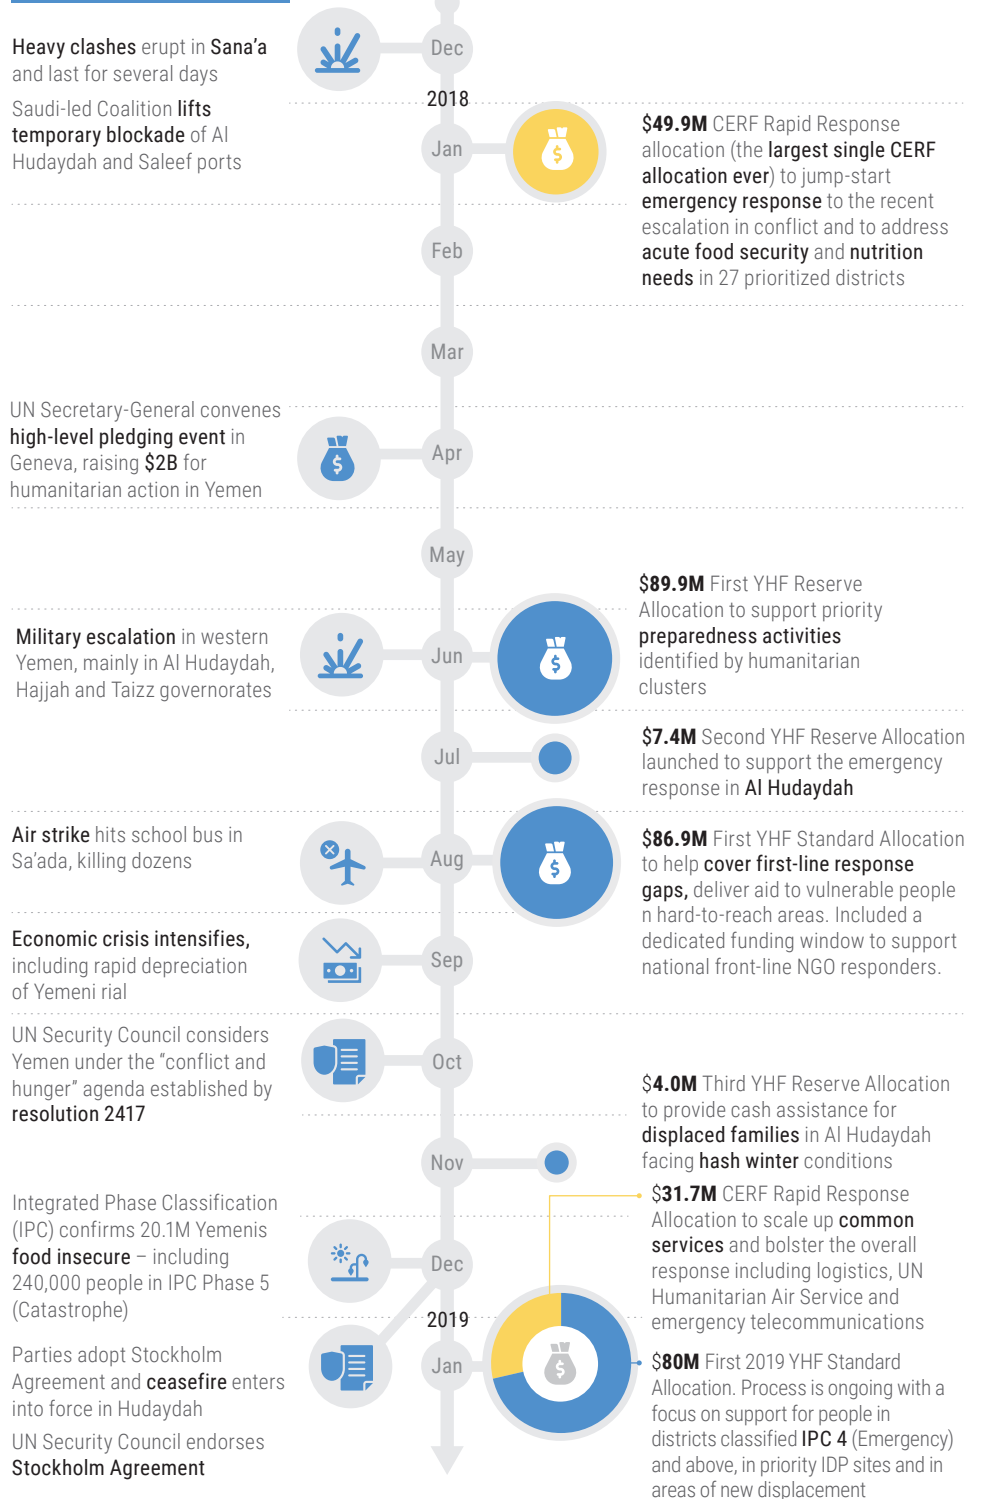 Heavy clashes erupt in Sana’a
and last for several days
Saudi-led Coalition lifts
temporary blockade of Al
Hudaydah and Saleef ports
Dec
2018
Jan
$49.9M CERF Rapid Response
allocation (the largest single CERF
allocation ever) to jump-start
emergency response to the recent
escalation in conflict and to address
acute food security and nutrition
needs in 27 prioritized districts
Feb
Mar
UN Secretary-General convenes
high-level pledging event in
Geneva, raising $2B for
humanitarian action in Yemen
Apr
May
Military escalation in western
Yemen, mainly in Al Hudaydah,
Hajjah and Taizz governorates
Jun
$89.9M First YHF Reserve
Allocation to support priority
preparedness activities
identified by humanitarian
clusters
Jul
$7.4M Second YHF Reserve Allocation
launched to support the emergency
response in Al Hudaydah
Air strike hits school bus in
Sa’ada, killing dozens
Aug
$86.9M First YHF Standard Allocation
to help cover first-line response
gaps, deliver aid to vulnerable people
n hard-to-reach areas. Included a
dedicated funding window to support
national front-line NGO responders.
Economic crisis intensifies,
including rapid depreciation
of Yemeni rial
Sep
UN Security Council considers
Yemen under the “conflict and
hunger” agenda established by
resolution 2417
Oct
$4.0M Third YHF Reserve Allocation
to provide cash assistance for
displaced families in Al Hudaydah
facing hash winter conditions
Nov
Integrated Phase Classification
(IPC) confirms 20.1M Yemenis
food insecure – including
240,000 people in IPC Phase 5
(Catastrophe)
Dec
$31.7M CERF Rapid Response
Allocation to scale up common
services and bolster the overall
response including logistics, UN
Humanitarian Air Service and
emergency telecommunications
2019
Parties adopt Stockholm
Agreement and ceasefire enters
into force in Hudaydah
UN Security Council endorses
Stockholm Agreement
Jan
$80M First 2019 YHF Standard
Allocation. Process is ongoing with a
focus on support for people in
districts classified IPC 4 (Emergency)
and above, in priority IDP sites and in
areas of new displacement